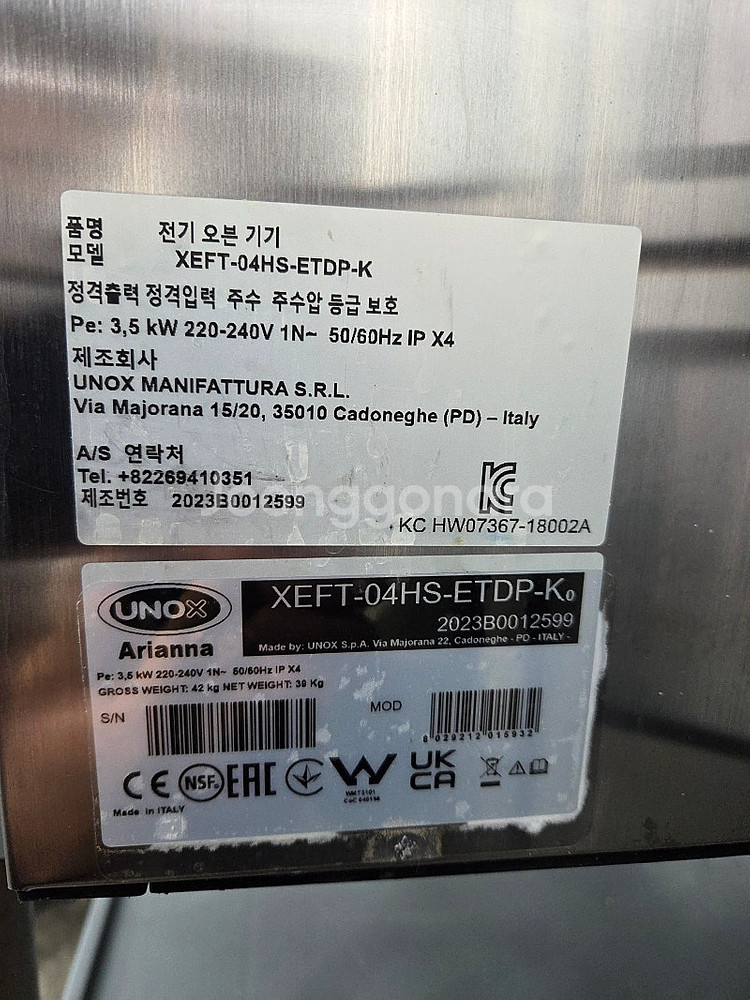 품명 전기 오븐 기기
모델 XEFT-04HS-ETDP-K
정격출력 정격입력 주수 주수압 등급 보호
Pe: 3,5 kW 220-240V 1N~ 50/60Hz IP X4
제조회사
UNOX MANIFATTURA S.R.L.
Via Majorana 15/20, 35010 Cadoneghe (PD) – Italy
A/S 연락처
Tel. +82269410351
제조번호 2023B0012599
joonggonara
KC HW07367-18002A
UNOX
Arianna
XEFT-04HS-ETDP-K₀
2023B0012599
Made by: UNOX S.p.A. Via Majorana 22, Cadoneghe - PD - ITALY -
Pe: 3,5 kW 220-240V 1N~ 50/60Hz IP X4
GROSS WEIGHT: 42 kg NET WEIGHT: 39 Kg
S/N
MOD
8 029212 015932
CE NSF EAC W UK CA
WMTS101
CoC 040196
Made in ITALY